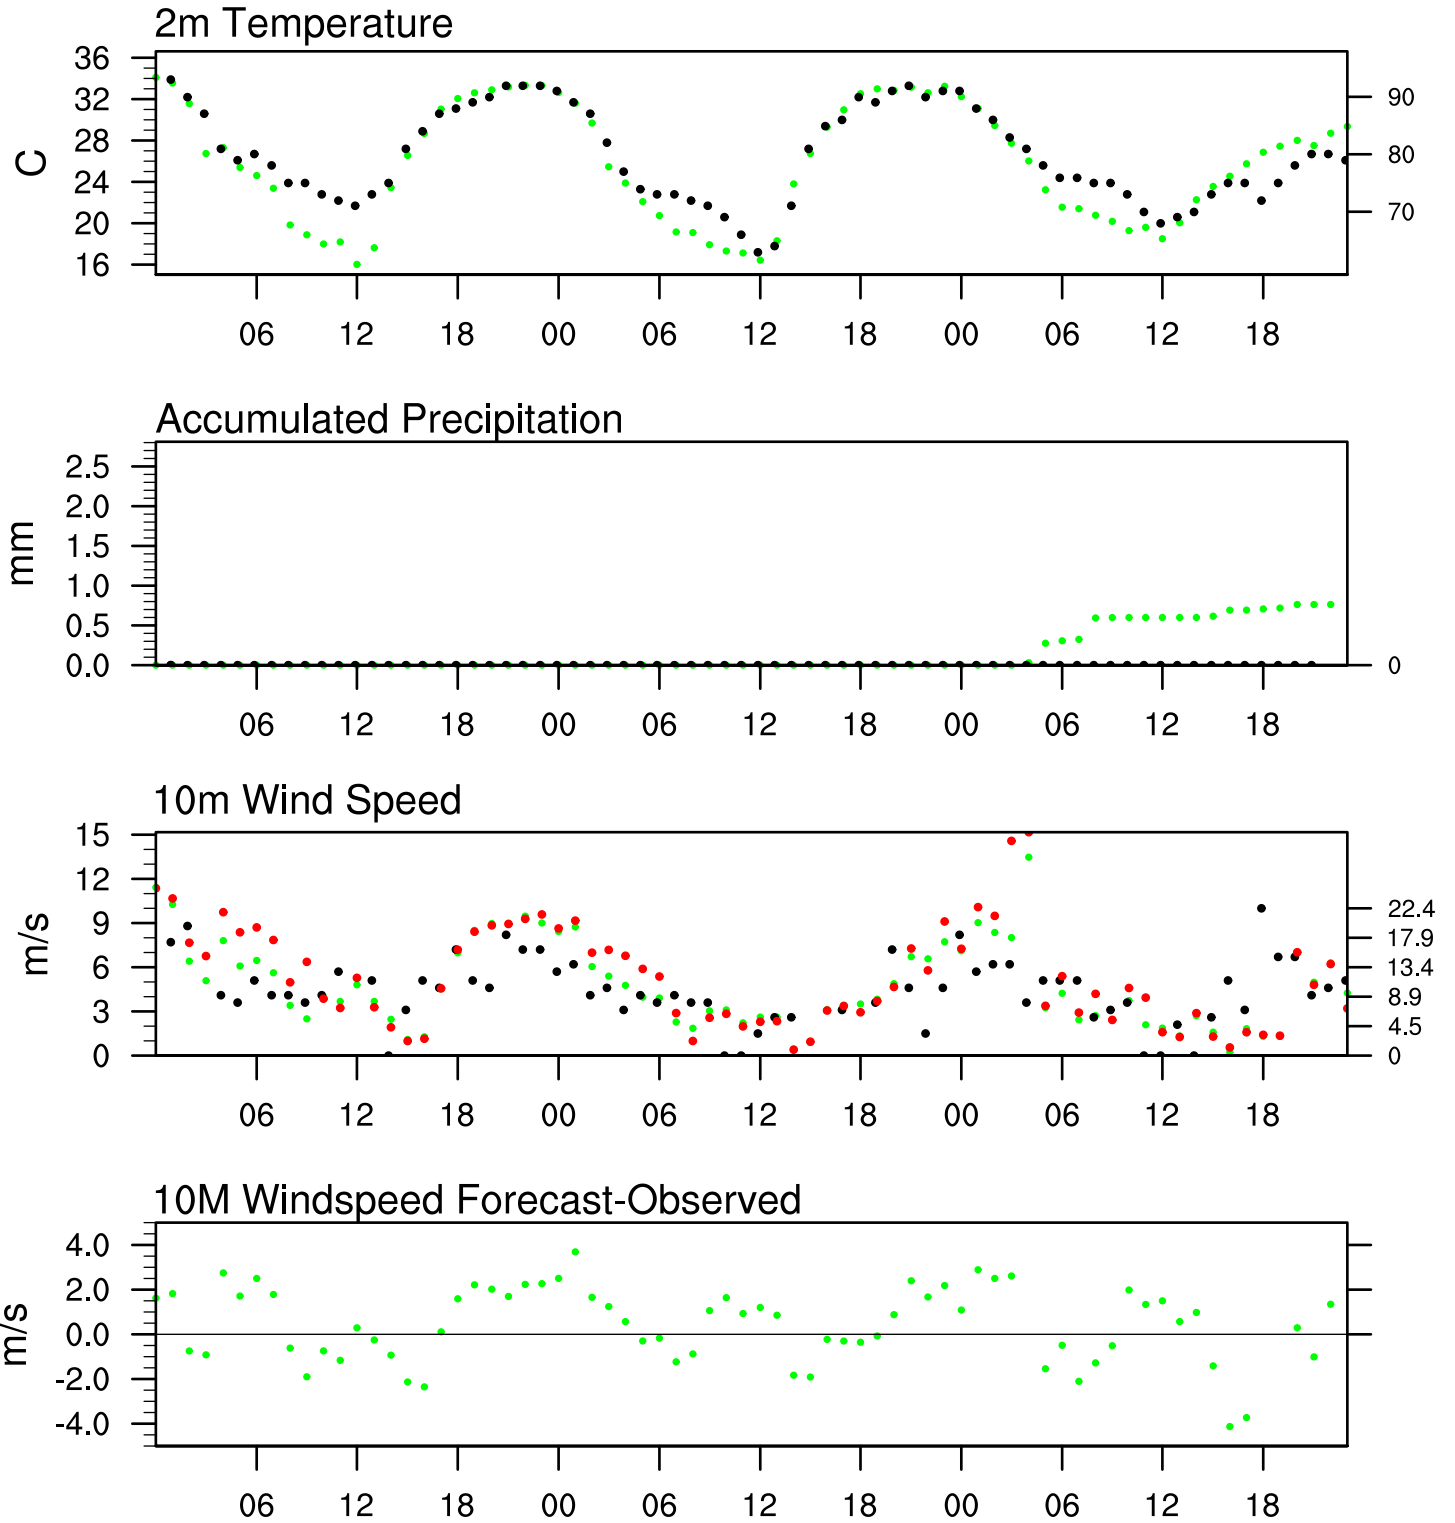 2m Temperature
36
32
28
24
20
16
C
90
80
70
06 12 18 00 06 12 18 00 06 12 18
Accumulated Precipitation
2.5
2.0
1.5
1.0
0.5
0.0
mm
0
06 12 18 00 06 12 18 00 06 12 18
10m Wind Speed
15
12
9
6
3
0
m/s
22.4
17.9
13.4
8.9
4.5
0
06 12 18 00 06 12 18 00 06 12 18
10M Windspeed Forecast-Observed
4.0
2.0
0.0
-2.0
-4.0
m/s
06 12 18 00 06 12 18 00 06 12 18